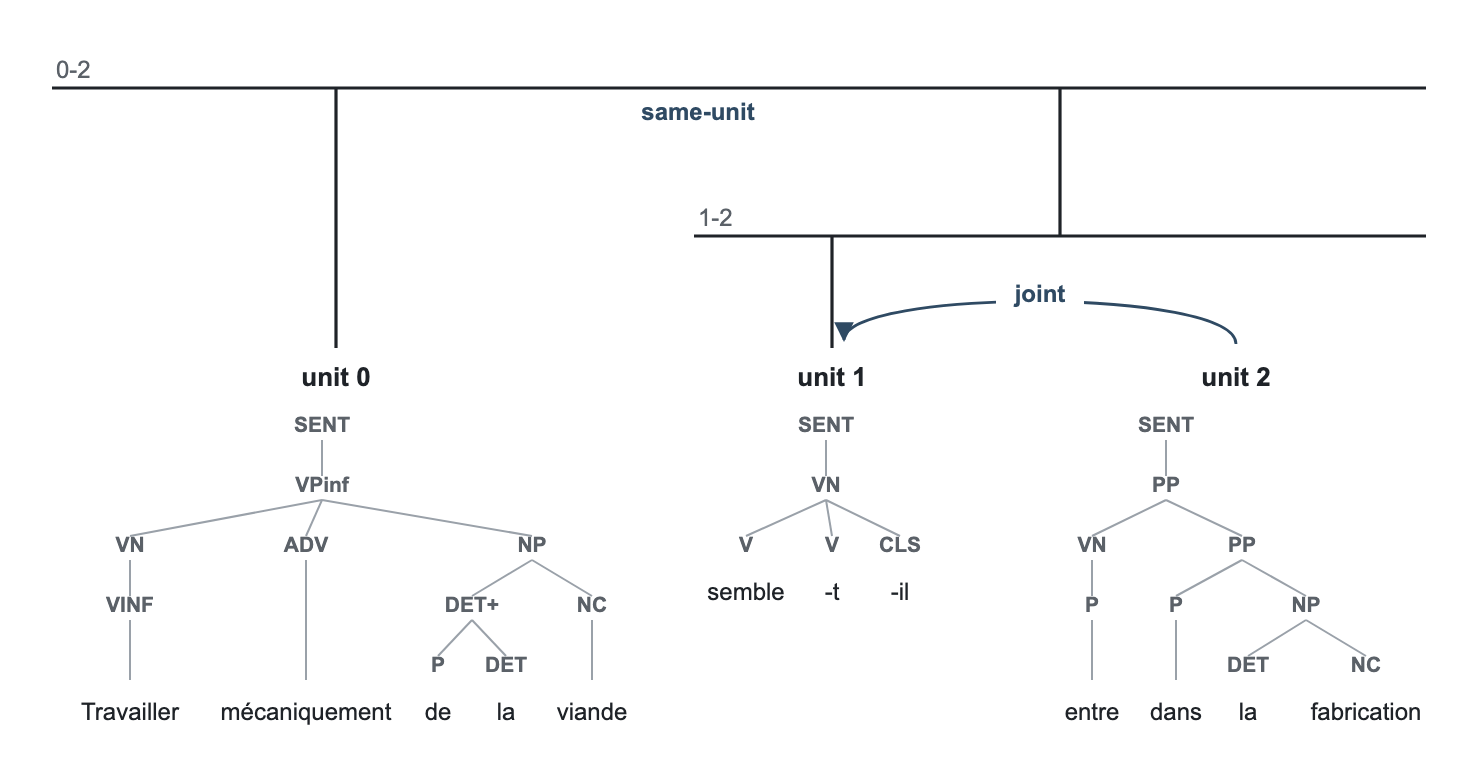 0-2
same-unit
1-2
joint
unit 0 unit 1 unit 2
SENT SENT SENT
VPinf VN PP
VN ADV NP V V CLS VN PP
semble -t -il
VINF DET+ NC P P NP
P DET DET NC
Travailler mécaniquement de la viande entre dans la fabrication